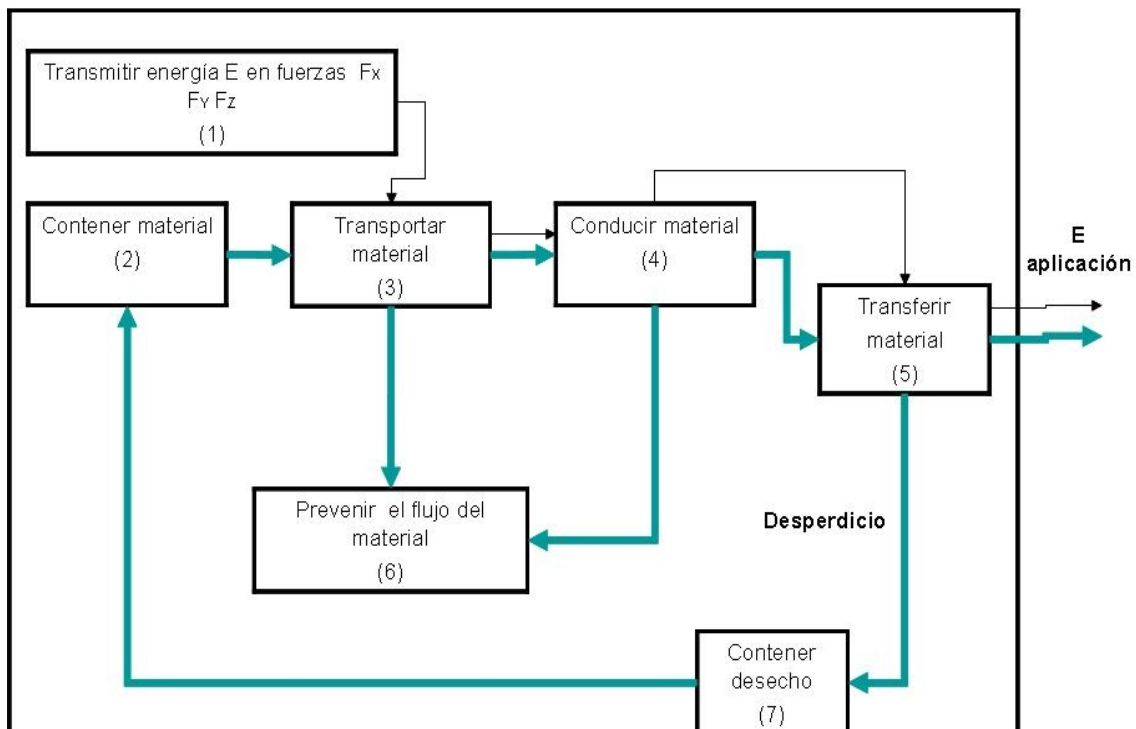 Transmitir energía E en fuerzas Fx
FY FZ
(1)
Contener material
(2)
Transportar
material
(3)
Conducir material
(4)
E
aplicación
Transferir
material
(5)
Prevenir el flujo del
material
(6)
Desperdicio
Contener
desecho
(7)